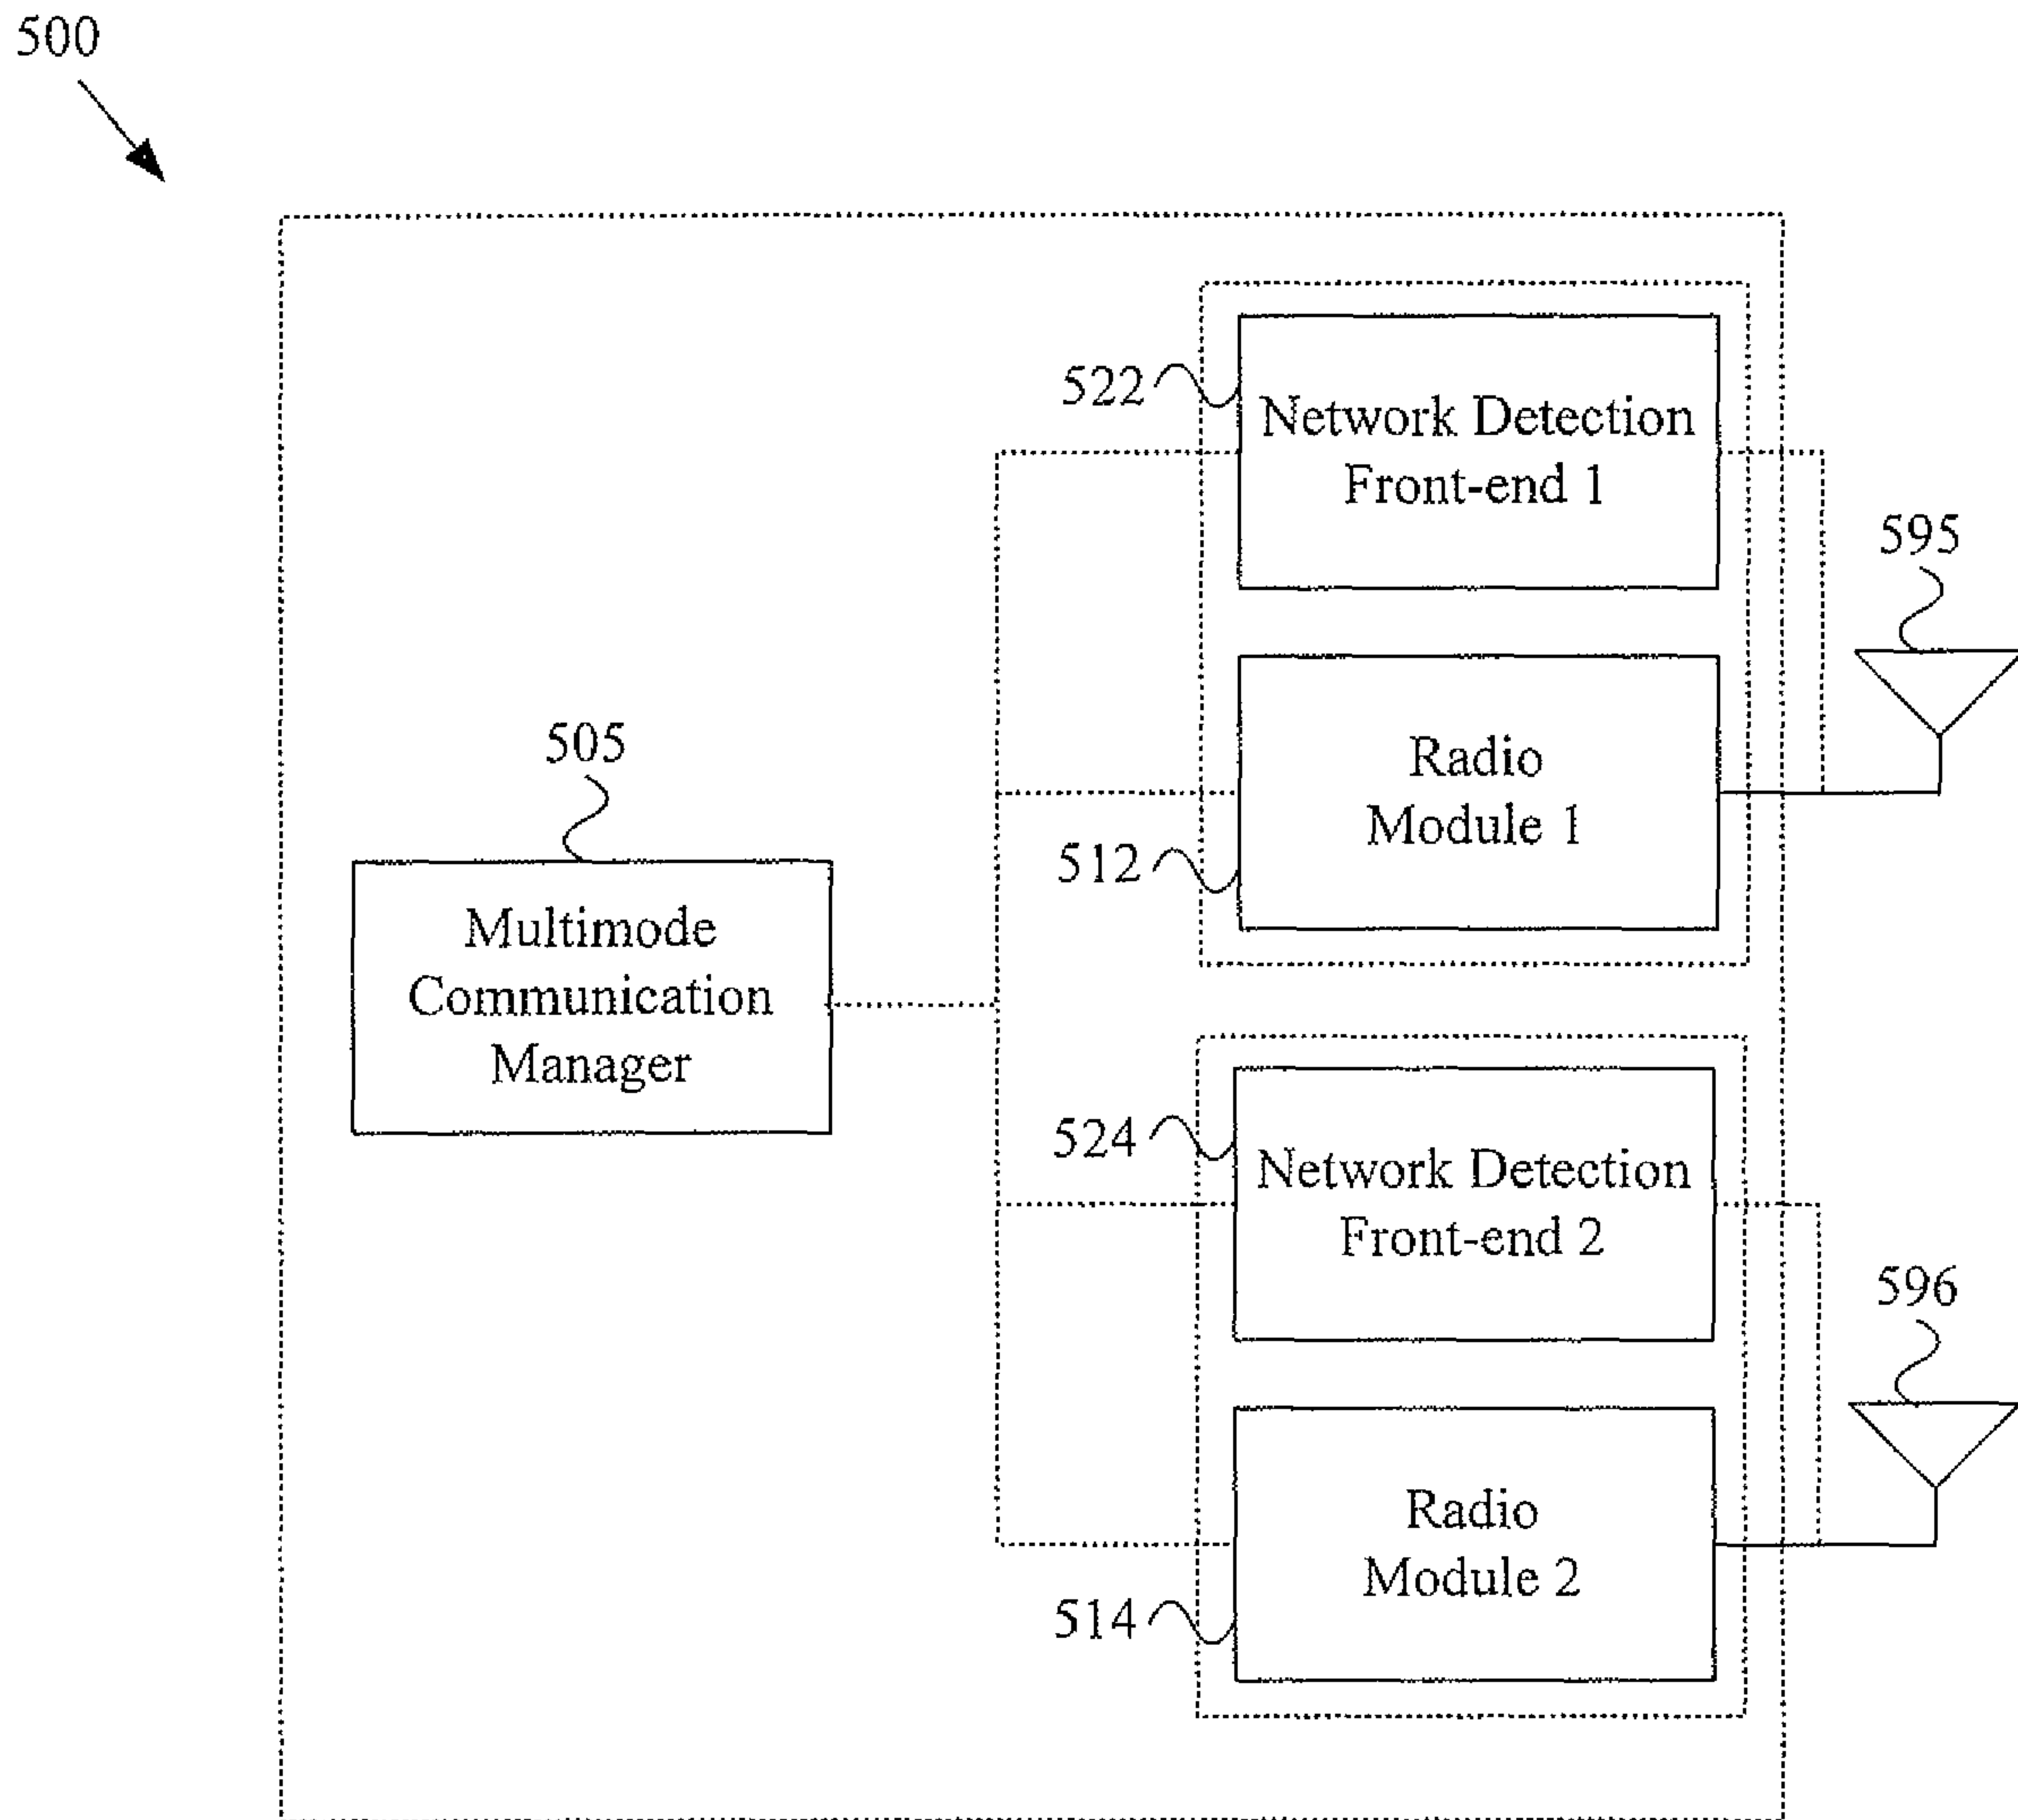 500
522
Network Detection
Front-end 1
595
Radio
Module 1
512
505
Multimode
Communication
Manager
524
Network Detection
Front-end 2
596
Radio
Module 2
514